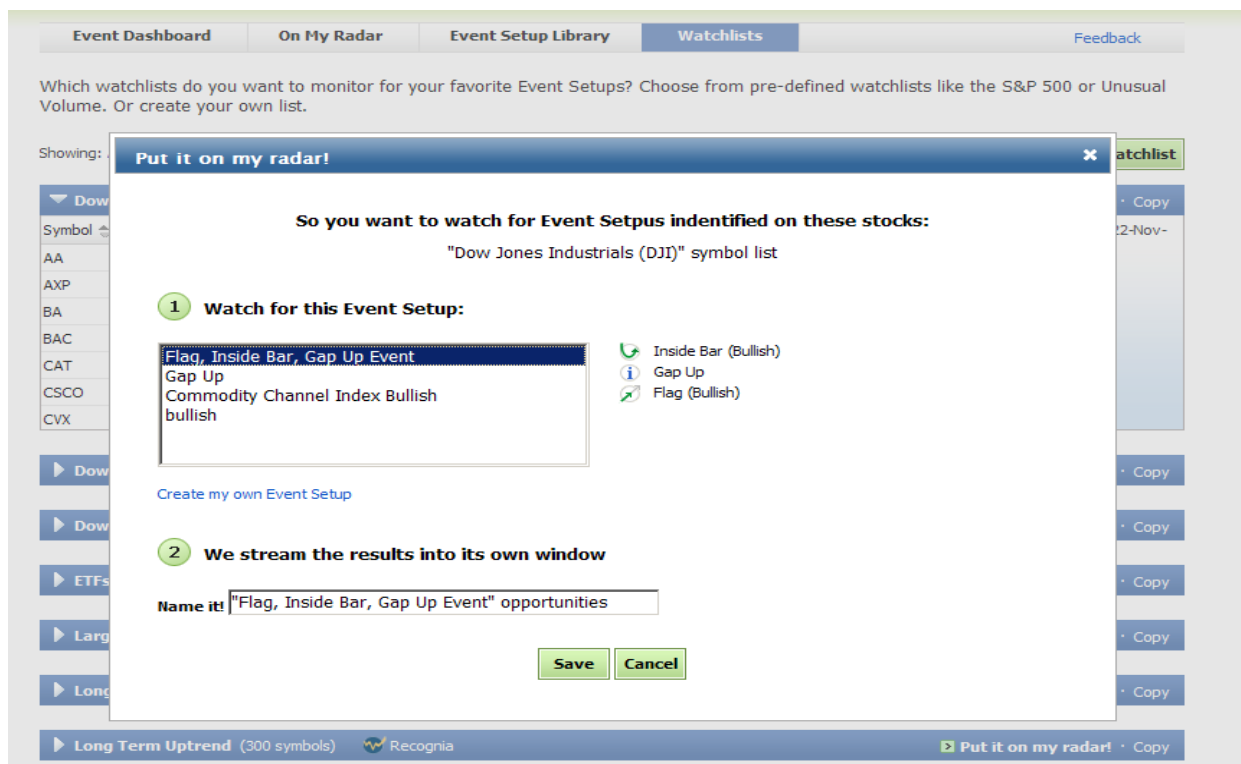 Event Dashboard On My Radar Event Setup Library Watchlists Feedback
Which watchlists do you want to monitor for your favorite Event Setups? Choose from pre-defined watchlists like the S&P 500 or Unusual
Volume. Or create your own list.
Showing:
Put it on my radar!
atchlist
Dow
· Copy
So you want to watch for Event Setpus indentified on these stocks:
Symbol
22-Nov-
"Dow Jones Industrials (DJI)" symbol list
AA
AXP
BA
BAC
CAT
CSCO
CVX
1 Watch for this Event Setup:
Flag, Inside Bar, Gap Up Event
Gap Up
Commodity Channel Index Bullish
bullish
Inside Bar (Bullish)
Gap Up
Flag (Bullish)
Create my own Event Setup
Dow · Copy
Dow · Copy
2 We stream the results into its own window
ETFs · Copy
Name it! "Flag, Inside Bar, Gap Up Event" opportunities
Larg · Copy
Save Cancel
Long · Copy
Long Term Uptrend (300 symbols) Recognia Put it on my radar! · Copy